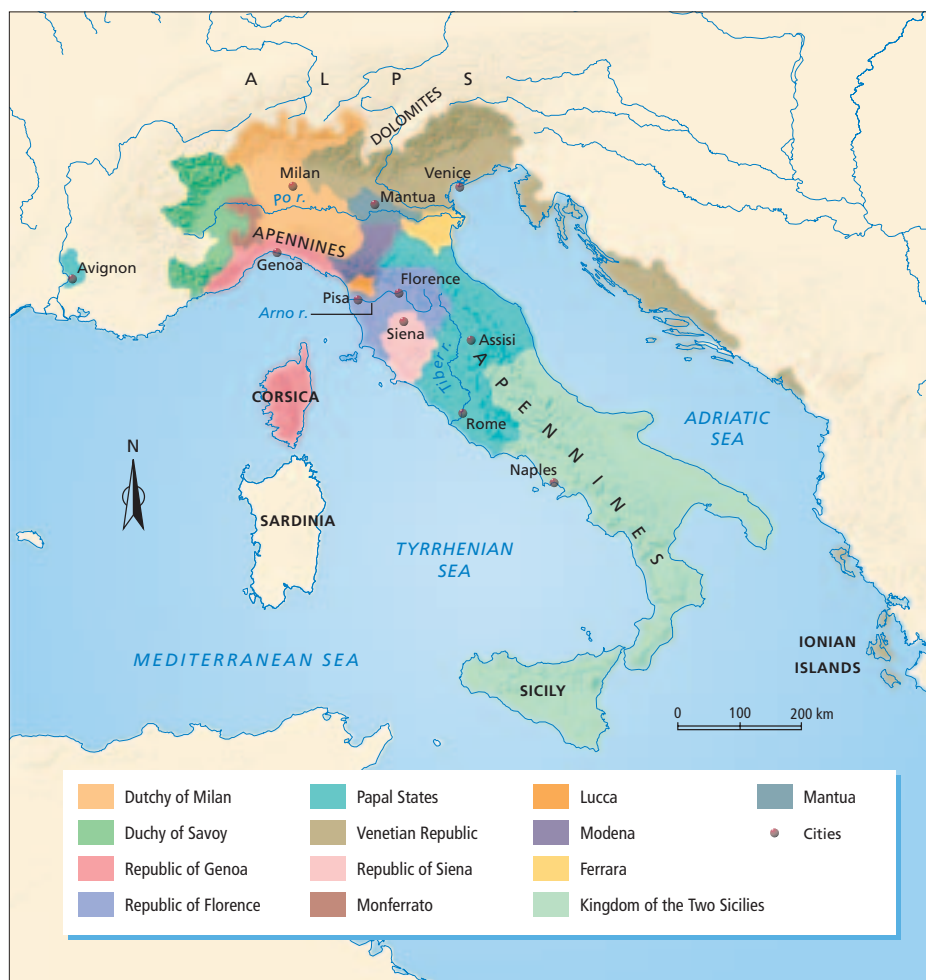 A L P S
DOLOMITES
Milan
Venice
Po r.
Mantua
APENNINES
Genoa
Avignon
Florence
Pisa
Arno r.
Siena
Assisi
Tiber r.
APENNINES
CORSICA
Rome
ADRIATIC
SEA
N
Naples
SARDINIA
TYRRHENIAN
SEA
MEDITERRANEAN SEA
IONIAN
ISLANDS
SICILY
0 100 200 km
Dutchy of Milan
Duchy of Savoy
Republic of Genoa
Republic of Florence
Papal States
Venetian Republic
Republic of Siena
Monferrato
Lucca
Modena
Ferrara
Kingdom of the Two Sicilies
Mantua
Cities